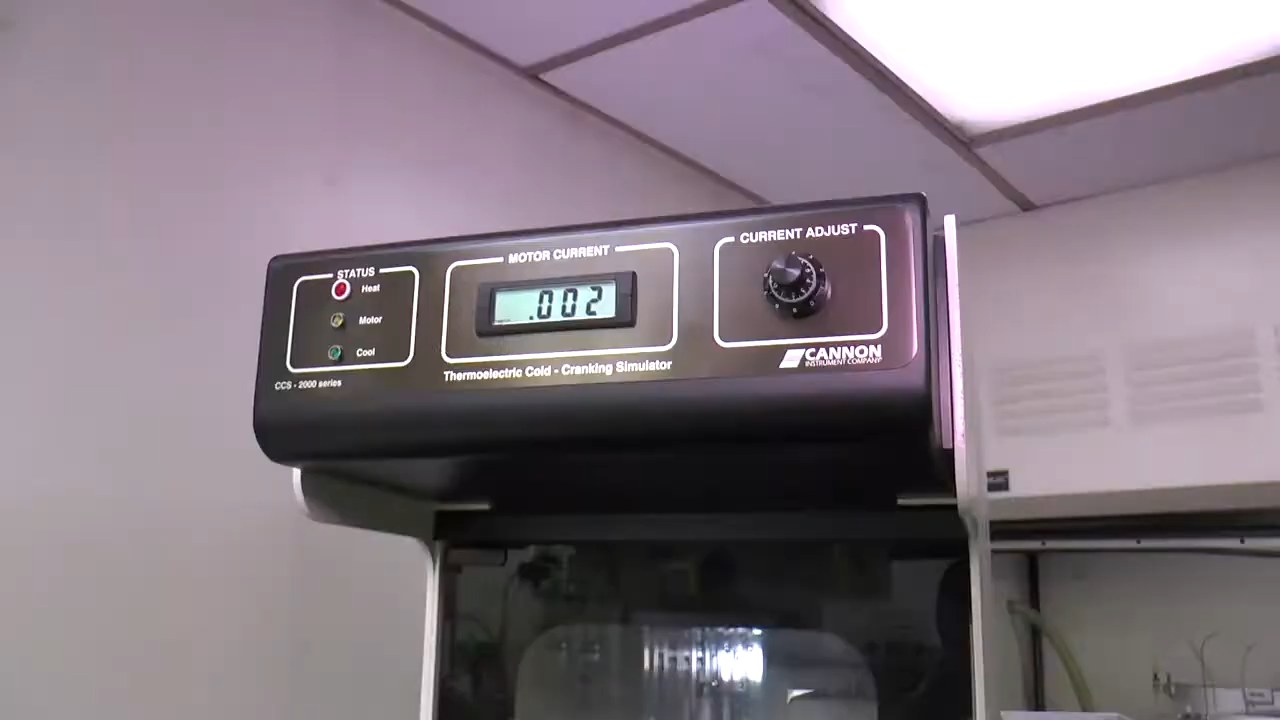 STATUS
Heat
Motor
Cool
CCS - 2000 series
MOTOR CURRENT
.002
Thermoelectric Cold - Cranking Simulator
CURRENT ADJUST
CANNON
INSTRUMENT COMPANY